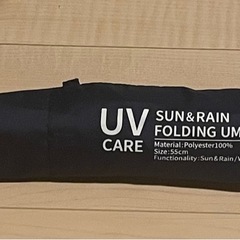 UV
CARE
SUN&RAIN
FOLDING UM
Material:Polyester100%
Size:55cm
Functionality:Sun&Rain/